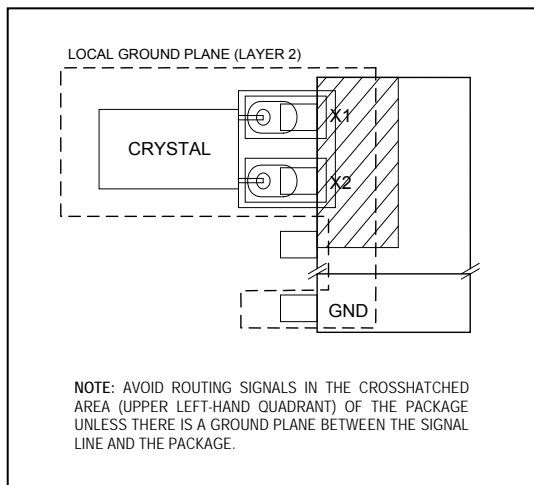 LOCAL GROUND PLANE (LAYER 2)
X1
CRYSTAL
X2
GND
NOTE: AVOID ROUTING SIGNALS IN THE CROSSHATCHED
AREA (UPPER LEFT-HAND QUADRANT) OF THE PACKAGE
UNLESS THERE IS A GROUND PLANE BETWEEN THE SIGNAL
LINE AND THE PACKAGE.